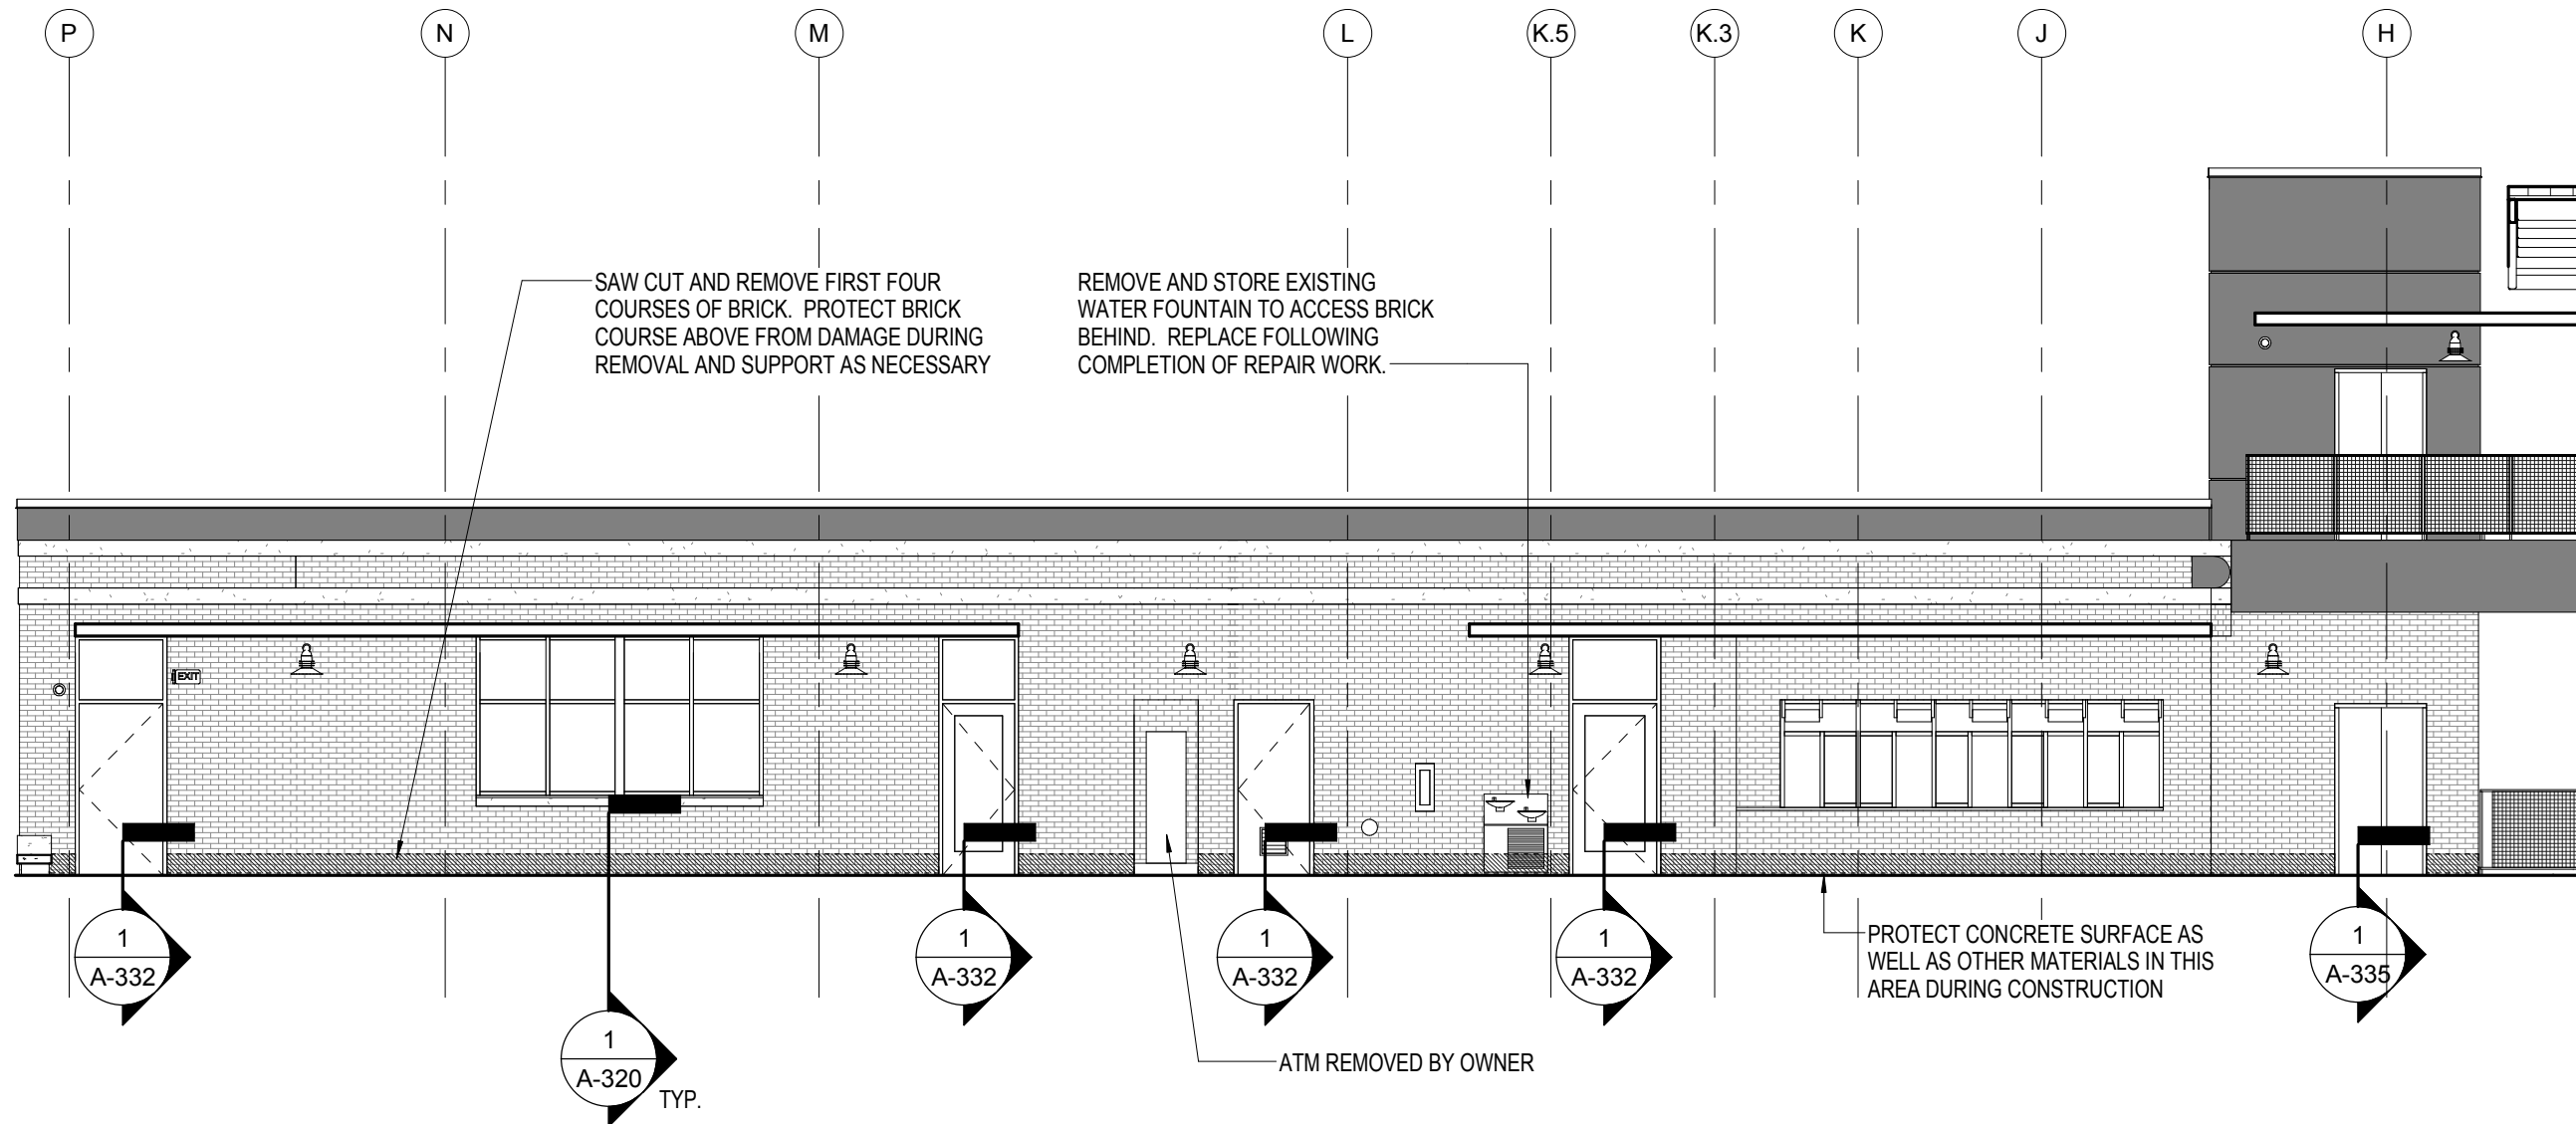 P
N
M
L
K.5
K.3
K
J
H
SAW CUT AND REMOVE FIRST FOUR
COURSES OF BRICK. PROTECT BRICK
COURSE ABOVE FROM DAMAGE DURING
REMOVAL AND SUPPORT AS NECESSARY
REMOVE AND STORE EXISTING
WATER FOUNTAIN TO ACCESS BRICK
BEHIND. REPLACE FOLLOWING
COMPLETION OF REPAIR WORK.
EXIT
1
A-332
1
A-332
1
A-332
1
A-332
PROTECT CONCRETE SURFACE AS
WELL AS OTHER MATERIALS IN THIS
AREA DURING CONSTRUCTION
1
A-335
1
A-320
TYP.
ATM REMOVED BY OWNER